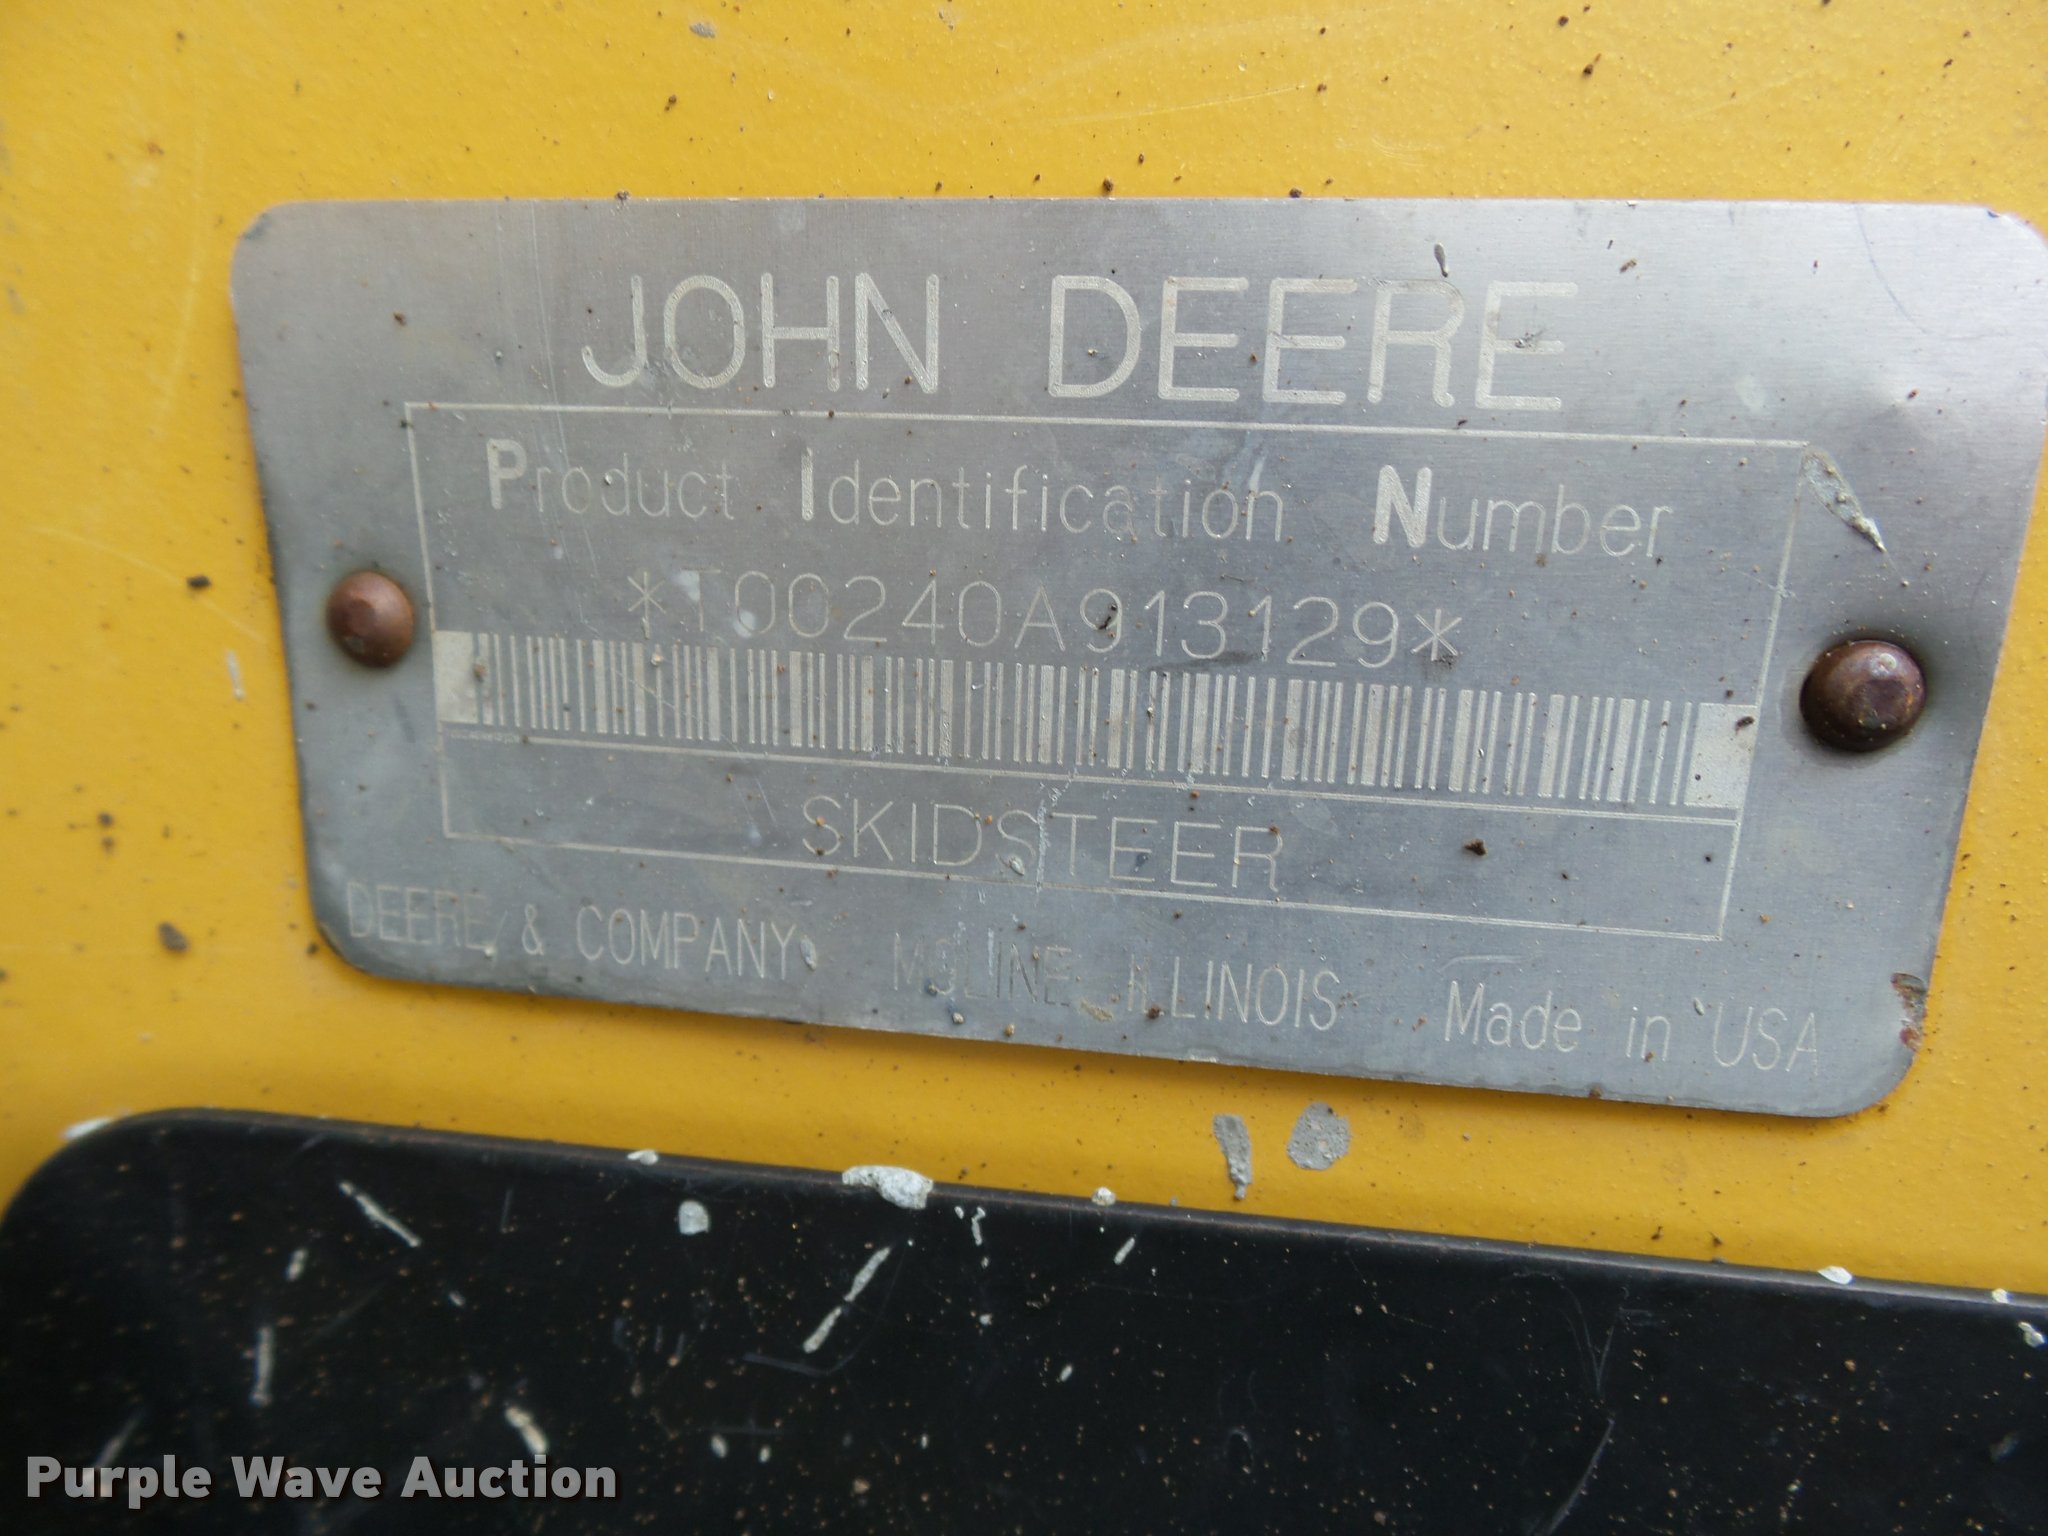 JOHN DEERE
Product Identification Number
*T00240A913129*
SKIDSTEER
DEERE & COMPANY MOLINE, ILLINOIS Made in USA
Purple Wave Auction